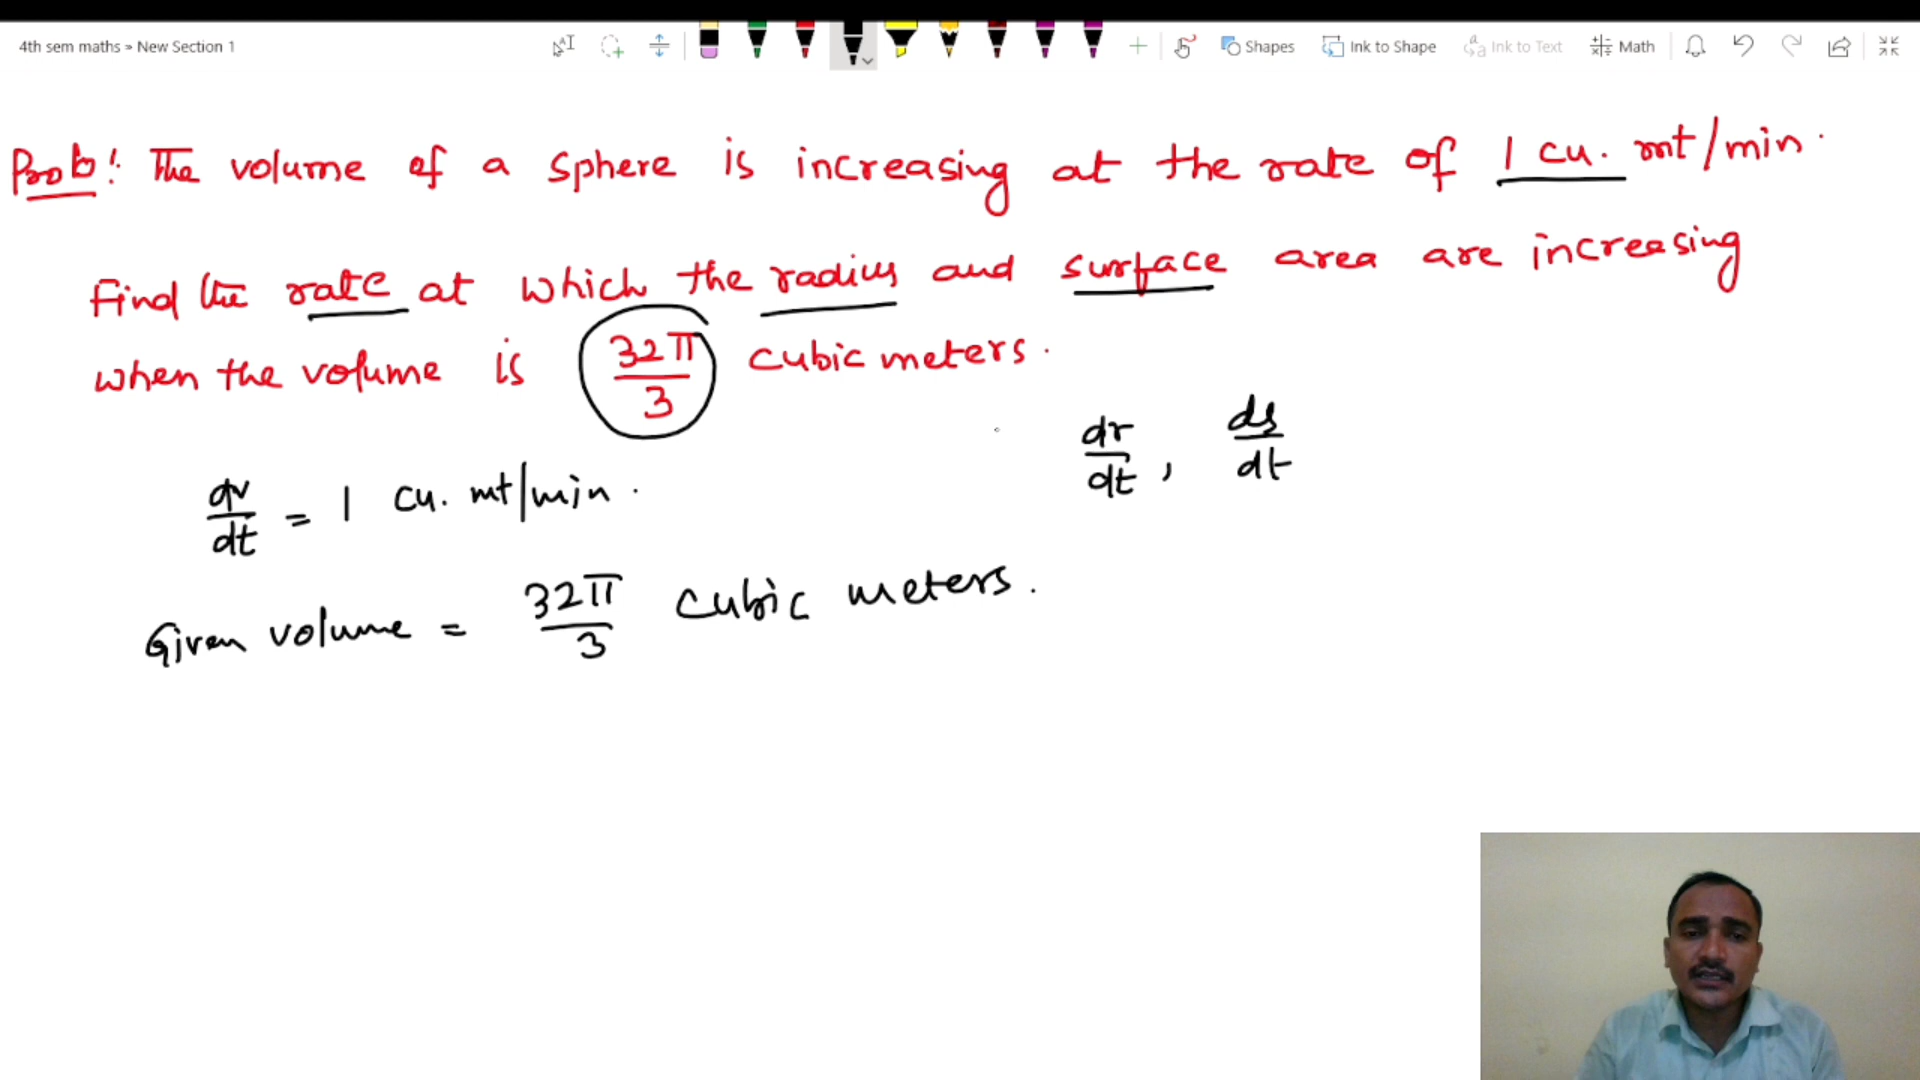 4th sem maths » New Section 1
Shapes
Ink to Shape
Ink to Text
Math
Prob: The volume of a sphere is increasing at the rate of 1 cu. mt/min.
Find the rate at which the radius and surface area are increasing
when the volume is 32π/3 cubic meters.
dr/dt, ds/dt
dv/dt = 1 cu. mt/min.
Given volume = 32π/3 cubic meters.